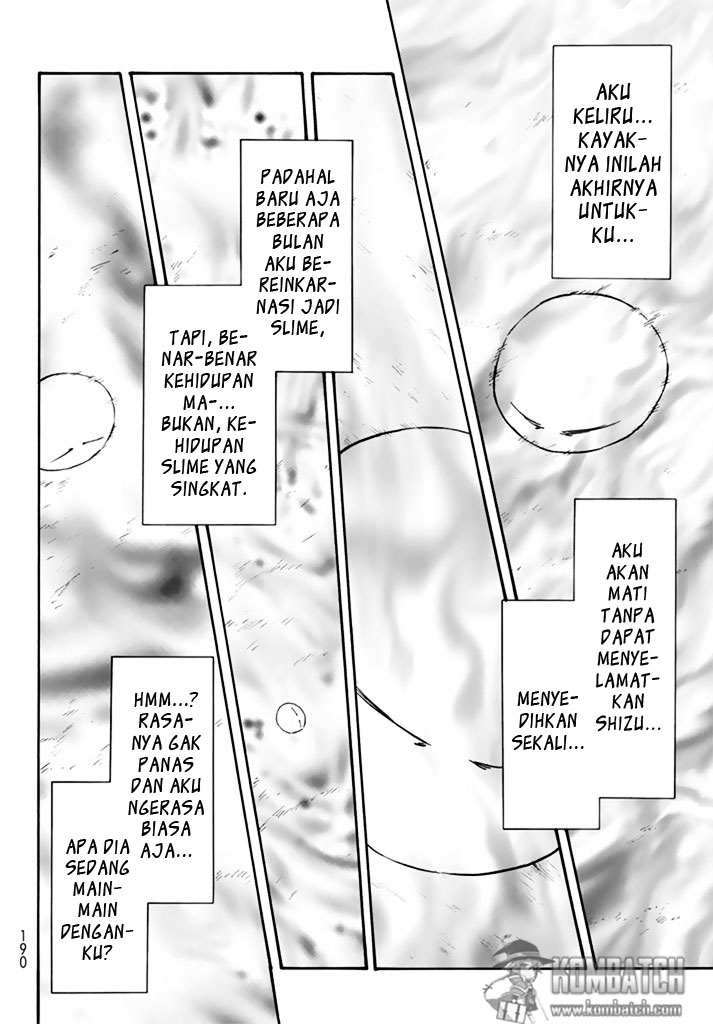 AKU
KELIRU...
KAYAK-
NYA INILAH
AKHIRNYA
UNTUK-
KU...
AKU
AKAN
MATI
TANPA
DAPAT
MENYE-
LAMAT-
KAN
SHIZU...
MENYE-
DIHKAN
SEKALI...
PADAHAL
BARU AJA
BEBERAPA
BULAN
AKU BE-
REINKAR-
NASI JADI
SLIME,
TAPI, BE-
NAR-BENAR
KEHIDUPAN
MA-...
BUKAN, KE-
HIDUPAN
SLIME YANG
SINGKAT.
HMM...?
RASA-
NYA GAK
PANAS
DAN AKU
NGERASA
BIASA
AJA...
APA DIA
SEDANG
MAIN-
MAIN
DENGAN-
KU?
190
KOMBATCH
www.kombatch.com